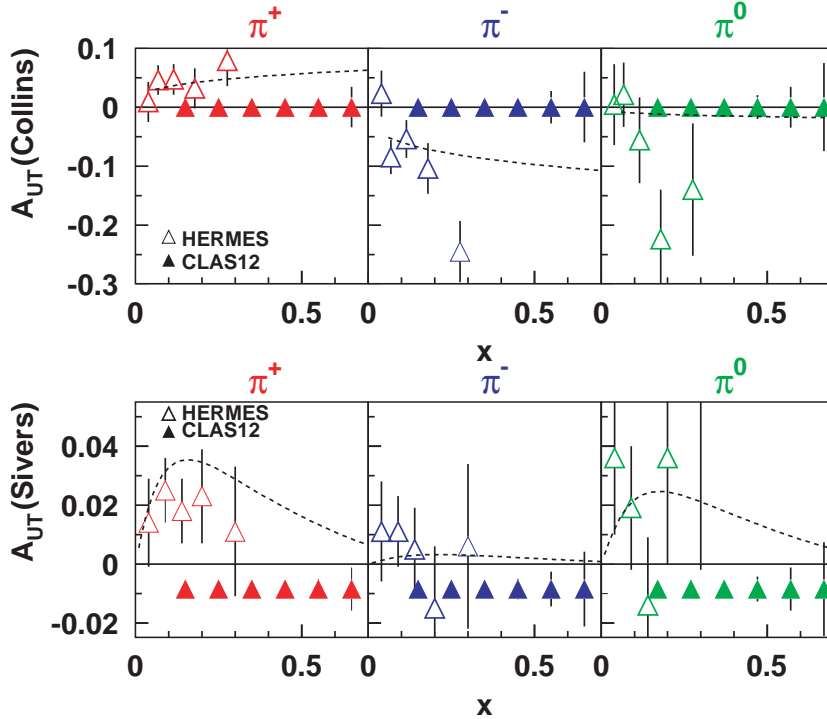 π+ π- π0
A_UT(Collins)
0.1
0
-0.1
-0.2
-0.3
HERMES
CLAS12
0 0.5 0 0.5 0 0.5
x
π+ π- π0
A_UT(Sivers)
0.04
0.02
0
-0.02
HERMES
CLAS12
0 0.5 0 0.5 0 0.5
x